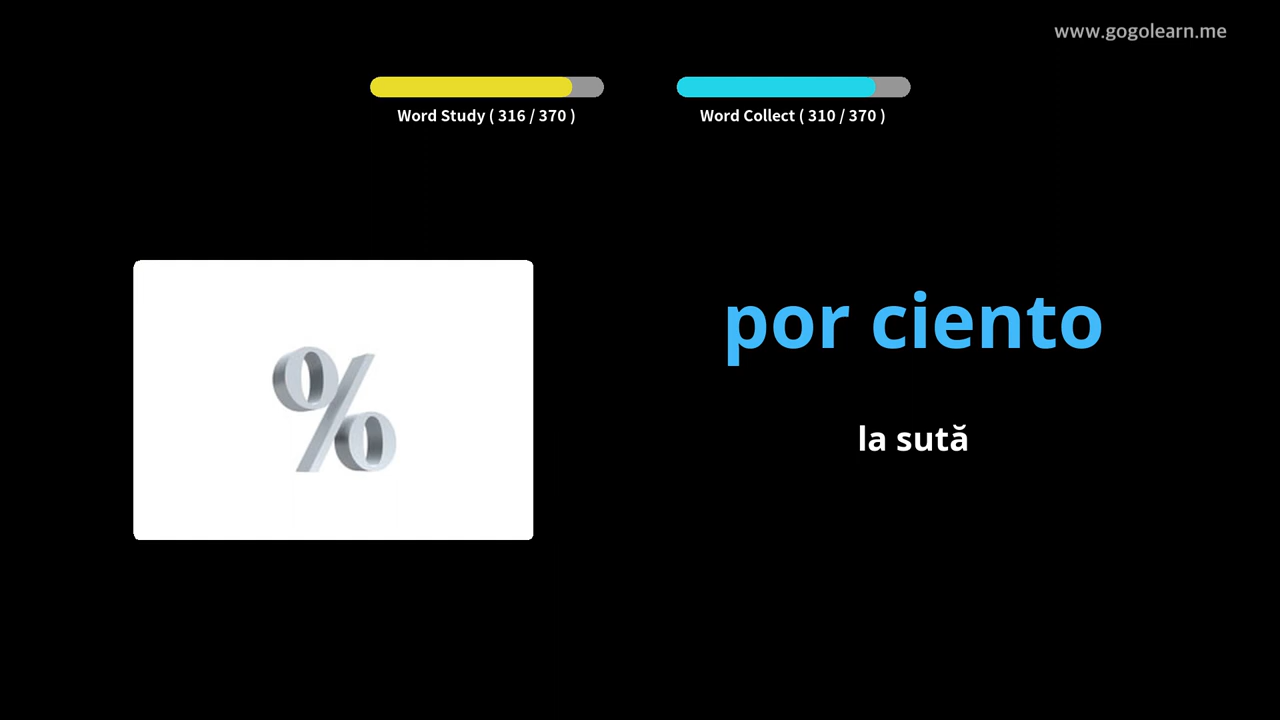 www.gogolearn.me
Word Study ( 316 / 370 )
Word Collect ( 310 / 370 )
%
por ciento
la sută